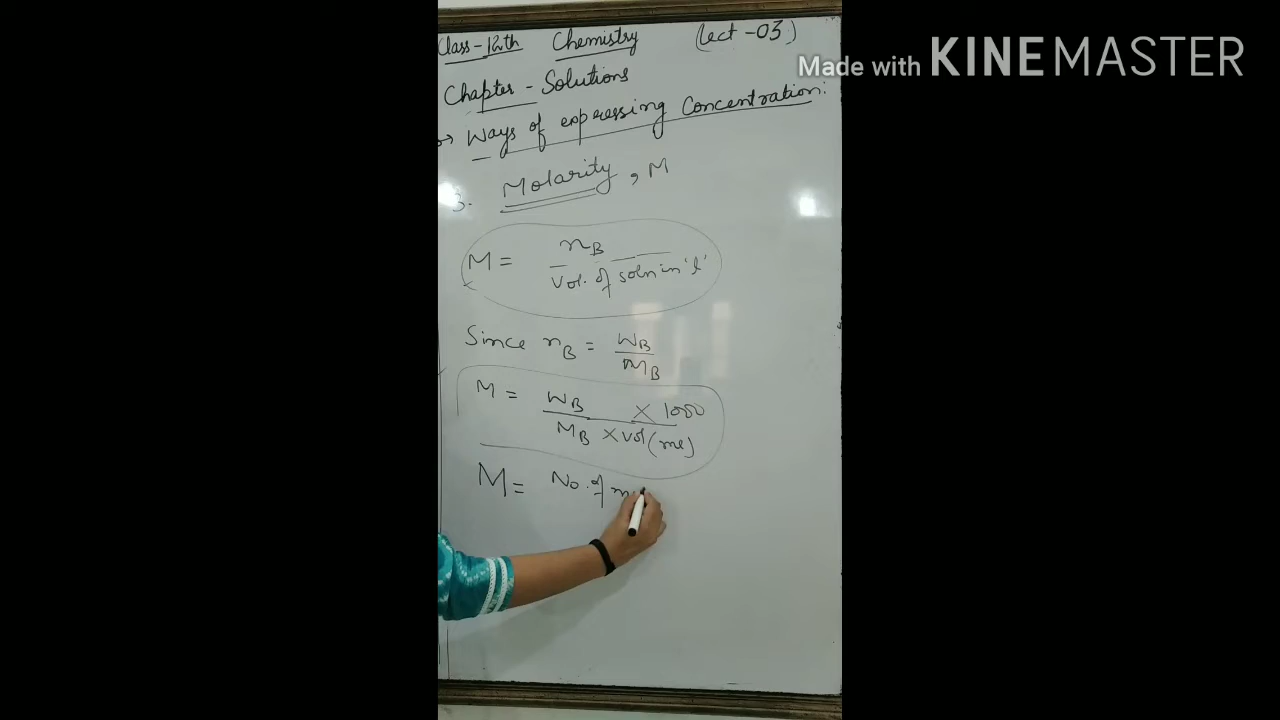 Class-12th Chemistry (Lect-03)
Made with KINEMASTER
Chapter - Solutions
→ Ways of expressing Concentration:
3. Molarity, M
M = nB
Vol. of soln in 'l'
Since nB = WB
MB
M = WB × 1000
MB × Vol (ml)
M = No. of